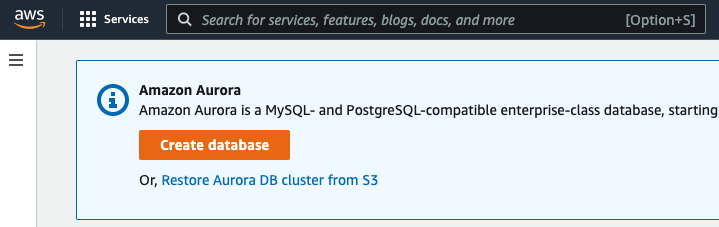 aws
Services
Search for services, features, blogs, docs, and more
[Option+S]
Amazon Aurora
Amazon Aurora is a MySQL- and PostgreSQL-compatible enterprise-class database, starting
Create database
Or, Restore Aurora DB cluster from S3